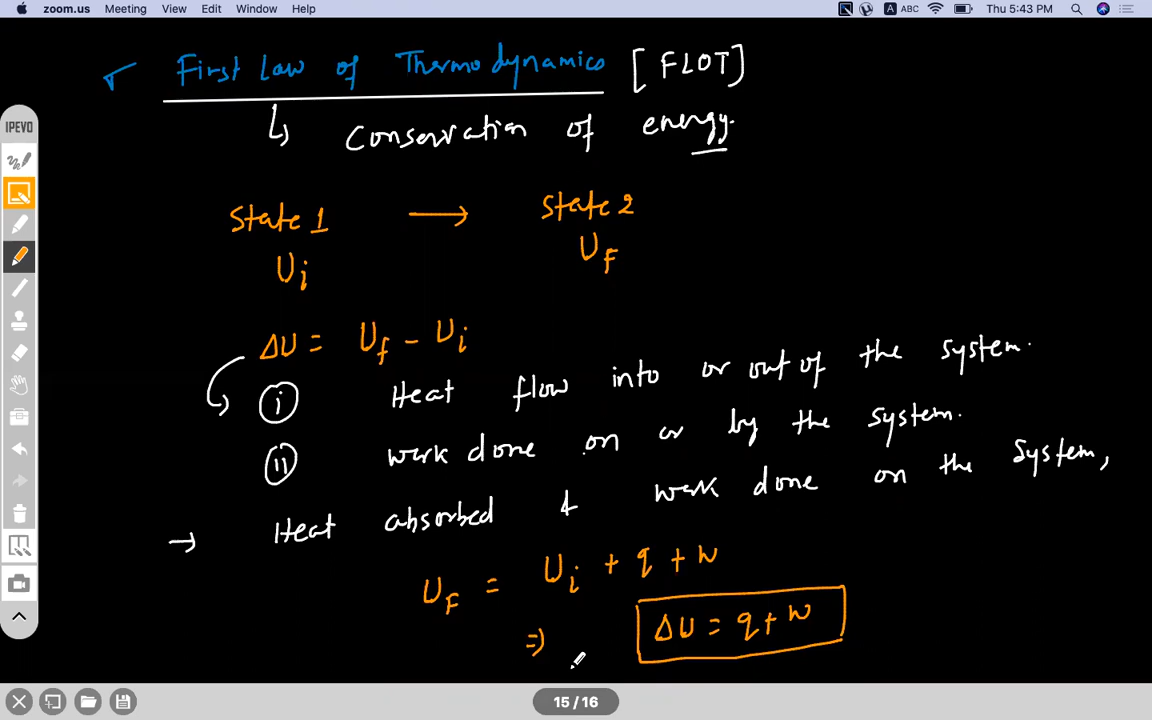 zoom.us Meeting View Edit Window Help ABC Thu 5:43 PM
First Law of Thermodynamics [FLOT]
↳ Conservation of energy.
IPEVO
State 1 → State 2
Ui UF
ΔU = Uf - Ui
(i) Heat flow into or out of the system.
(ii) work done on or by the system.
→ Heat absorbed & work done on the system,
UF = Ui + q + w
⇒ ΔU = q + w
15 / 16